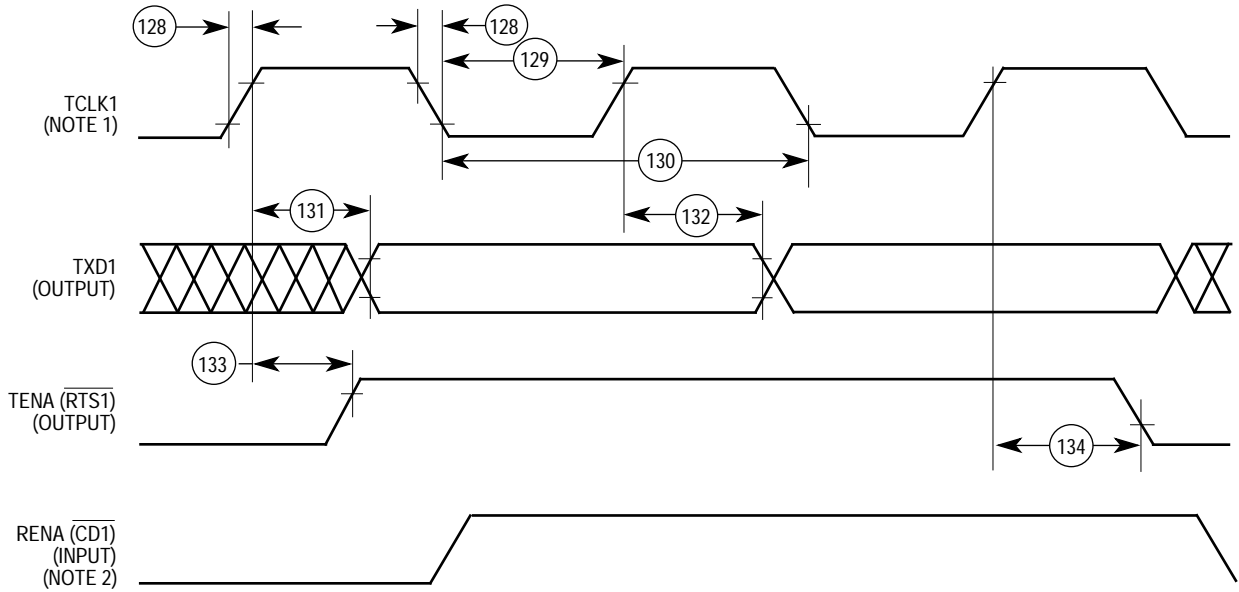 128
128
129
TCLK1
(NOTE 1)
130
131
132
TXD1
(OUTPUT)
133
TENA (RTS1)
(OUTPUT)
134
RENA (CD1)
(INPUT)
(NOTE 2)